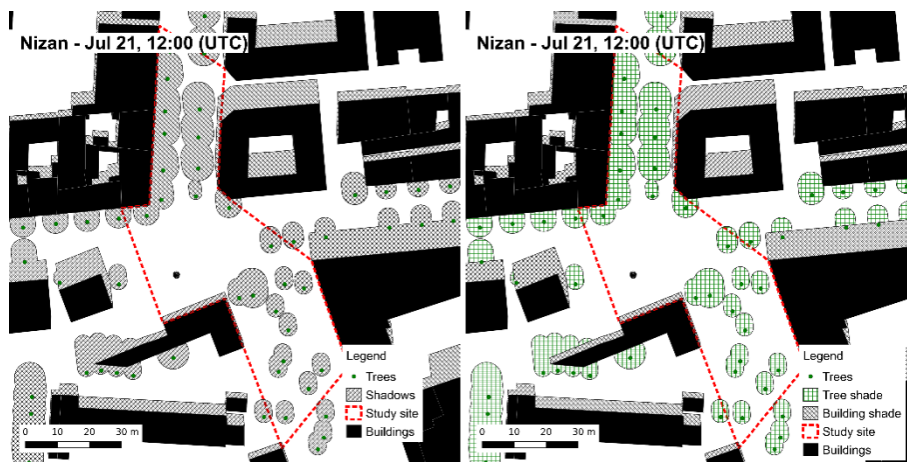 Nizan - Jul 21, 12:00 (UTC)
Legend
Trees
Shadows
Study site
Buildings
0 10 20 30 m
Nizan - Jul 21, 12:00 (UTC)
Legend
Trees
Tree shade
Building shade
Study site
Buildings
0 10 20 30 m